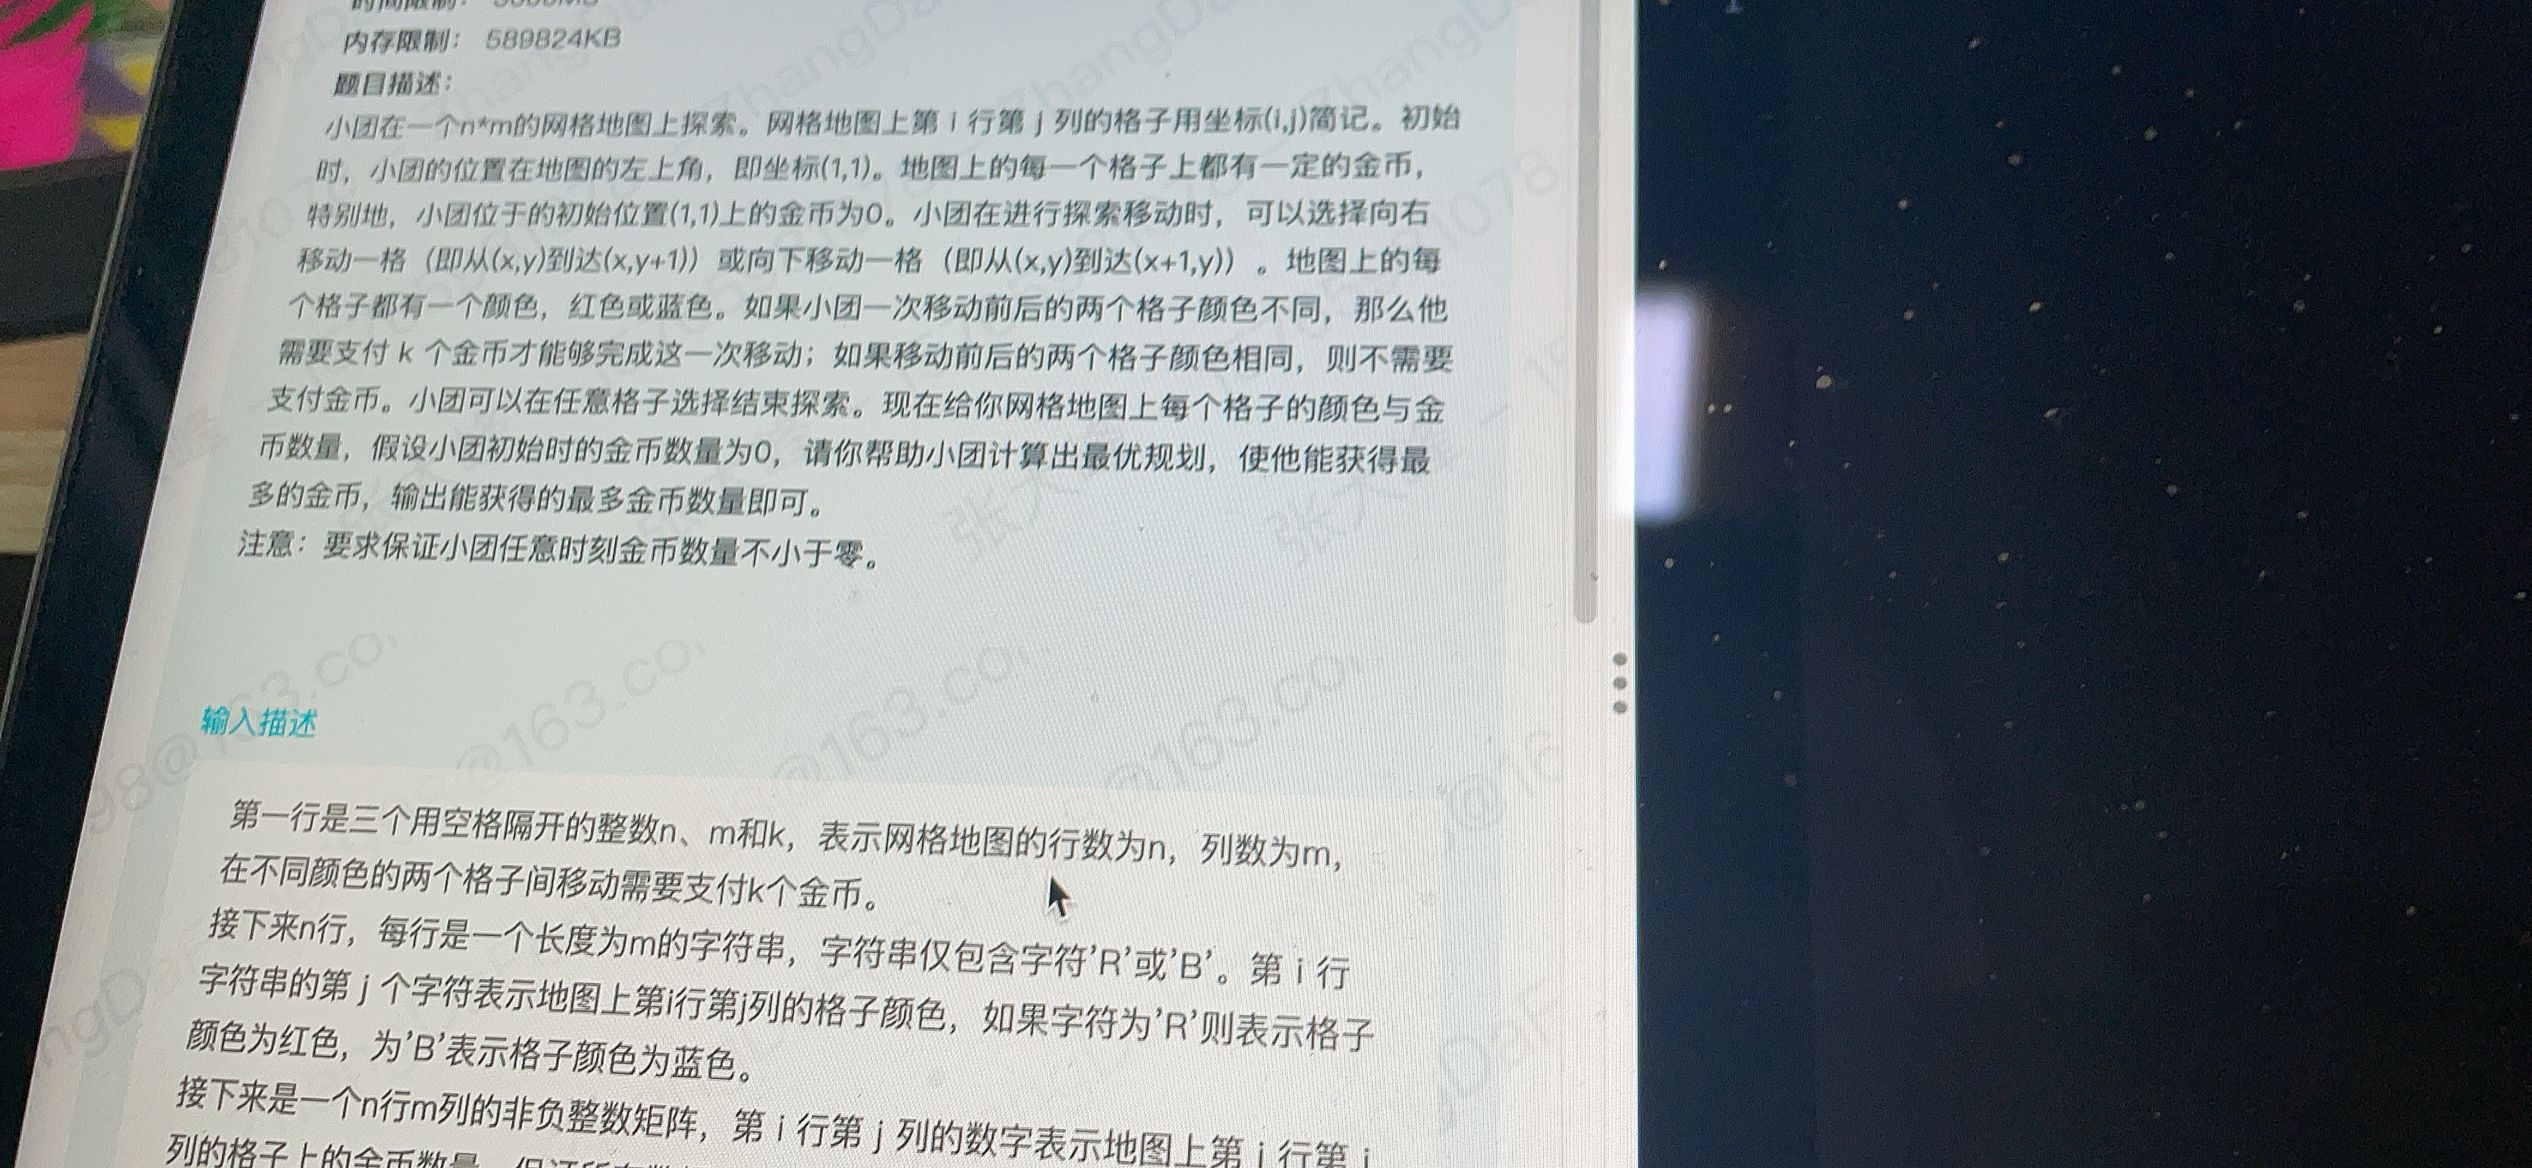 时间限制：
内存限制： 589824KB
题目描述：
小团在一个n*m的网格地图上探索。网格地图上第 i 行第 j 列的格子用坐标(i,j)简记。初始
时，小团的位置在地图的左上角，即坐标(1,1)。地图上的每一个格子上都有一定的金币，
特别地，小团位于的初始位置(1,1)上的金币为0。小团在进行探索移动时，可以选择向右
移动一格（即从(x,y)到达(x,y+1)）或向下移动一格（即从(x,y)到达(x+1,y)） 。地图上的每
个格子都有一个颜色，红色或蓝色。如果小团一次移动前后的两个格子颜色不同，那么他
需要支付 k 个金币才能够完成这一次移动；如果移动前后的两个格子颜色相同，则不需要
支付金币。小团可以在任意格子选择结束探索。现在给你网格地图上每个格子的颜色与金
币数量，假设小团初始时的金币数量为0，请你帮助小团计算出最优规划，使他能获得最
多的金币，输出能获得的最多金币数量即可。
注意：要求保证小团任意时刻金币数量不小于零。
输入描述
第一行是三个用空格隔开的整数n、m和k，表示网格地图的行数为n，列数为m，
在不同颜色的两个格子间移动需要支付k个金币。
接下来n行，每行是一个长度为m的字符串，字符串仅包含字符'R'或'B'。第 i 行
字符串的第 j 个字符表示地图上第i行第j列的格子颜色，如果字符为'R'则表示格子
颜色为红色，为'B'表示格子颜色为蓝色。
接下来是一个n行m列的非负整数矩阵，第 i 行第 j 列的数字表示地图上第 i 行第 j
列的格子上的金币数量